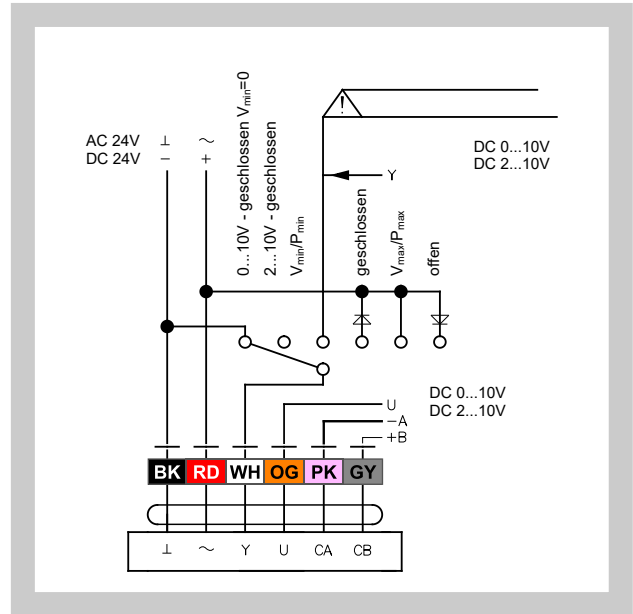 AC 24V ⊥ ~
DC 24V − +
0...10V - geschlossen Vmin=0
2...10V - geschlossen
Vmin/Pmin
!
DC 0...10V
DC 2...10V
Y
geschlossen
Vmax/Pmax
offen
U
−A
+B
DC 0...10V
DC 2...10V
BK RD WH OG PK GY
⊥ ~ Y U CA CB